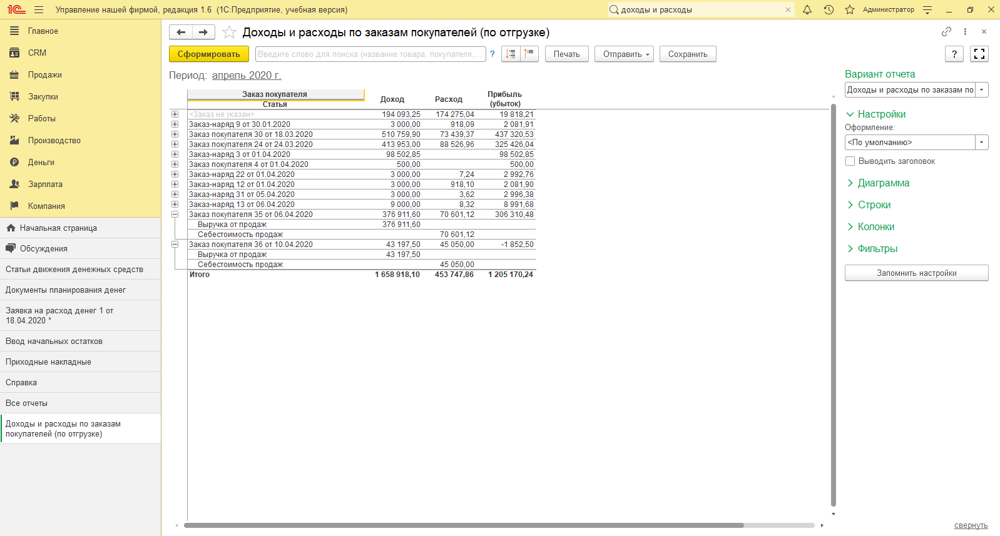 1С Управление нашей фирмой, редакция 1.6 (1С:Предприятие, учебная версия) доходы и расходы Администратор
Главное
CRM
Продажи
Закупки
Работы
Производство
Деньги
Зарплата
Компания
Начальная страница
Обсуждения
Статьи движения денежных средств
Документы планирования денег
Заявка на расход денег 1 от
18.04.2020 *
Ввод начальных остатков
Приходные накладные
Справка
Все отчеты
Доходы и расходы по заказам
покупателей (по отгрузке)
Доходы и расходы по заказам покупателей (по отгрузке)
Сформировать Введите слово для поиска (название товара, покупателя,... ? Печать Отправить Сохранить ?
Период: апрель 2020 г.
Заказ покупателя Доход Расход Прибыль (убыток)
Статья
<Заказ не указан> 194 093,25 174 275,04 19 818,21
Заказ-наряд 9 от 30.01.2020 3 000,00 918,09 2 081,91
Заказ покупателя 30 от 18.03.2020 510 759,90 73 439,37 437 320,53
Заказ покупателя 24 от 24.03.2020 413 953,00 88 526,96 325 426,04
Заказ-наряд 3 от 01.04.2020 98 502,85 98 502,85
Заказ покупателя 4 от 01.04.2020 500,00 500,00
Заказ-наряд 22 от 01.04.2020 3 000,00 7,24 2 992,76
Заказ-наряд 12 от 01.04.2020 3 000,00 918,10 2 081,90
Заказ-наряд 31 от 05.04.2020 3 000,00 3,62 2 996,38
Заказ-наряд 13 от 06.04.2020 9 000,00 8,32 8 991,68
Заказ покупателя 35 от 06.04.2020 376 911,60 70 601,12 306 310,48
Выручка от продаж 376 911,60
Себестоимость продаж 70 601,12
Заказ покупателя 36 от 10.04.2020 43 197,50 45 050,00 -1 852,50
Выручка от продаж 43 197,50
Себестоимость продаж 45 050,00
Итого 1 658 918,10 453 747,86 1 205 170,24
Вариант отчета
Доходы и расходы по заказам по
Настройки
Оформление:
<По умолчанию>
Выводить заголовок
Диаграмма
Строки
Колонки
Фильтры
Запомнить настройки
свернуть